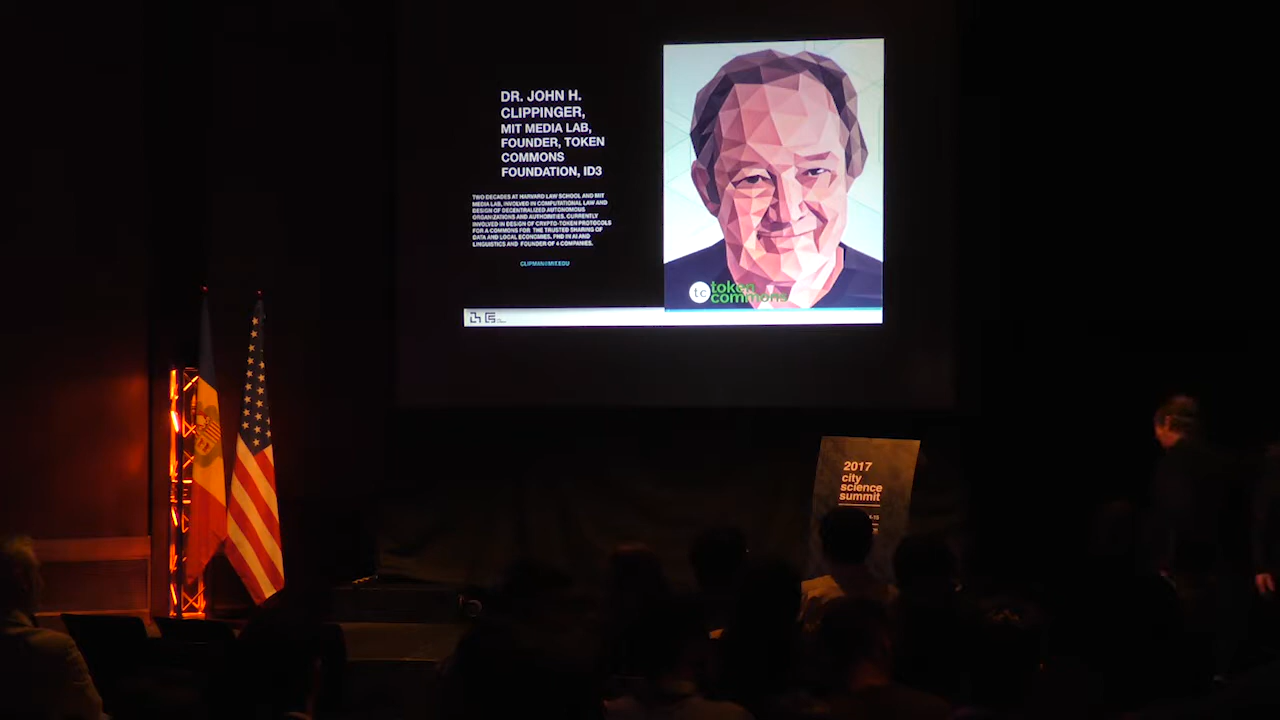 DR. JOHN H.
CLIPPINGER,
MIT MEDIA LAB,
FOUNDER, TOKEN
COMMONS
FOUNDATION, ID3
TWO DECADES AT HARVARD LAW SCHOOL AND MIT
MEDIA LAB, INVOLVED IN COMPUTATIONAL LAW AND
DESIGN OF DECENTRALIZED AUTONOMOUS
ORGANIZATIONS AND AUTHORITIES. CURRENTLY
INVOLVED IN DESIGN OF CRYPTO-TOKEN PROTOCOLS
FOR A COMMONS FOR THE TRUSTED SHARING OF
DATA AND LOCAL ECONOMIES. PHD IN AI AND
LINGUISTICS AND FOUNDER OF 4 COMPANIES.
tc token
commons
2017
city
science
summit